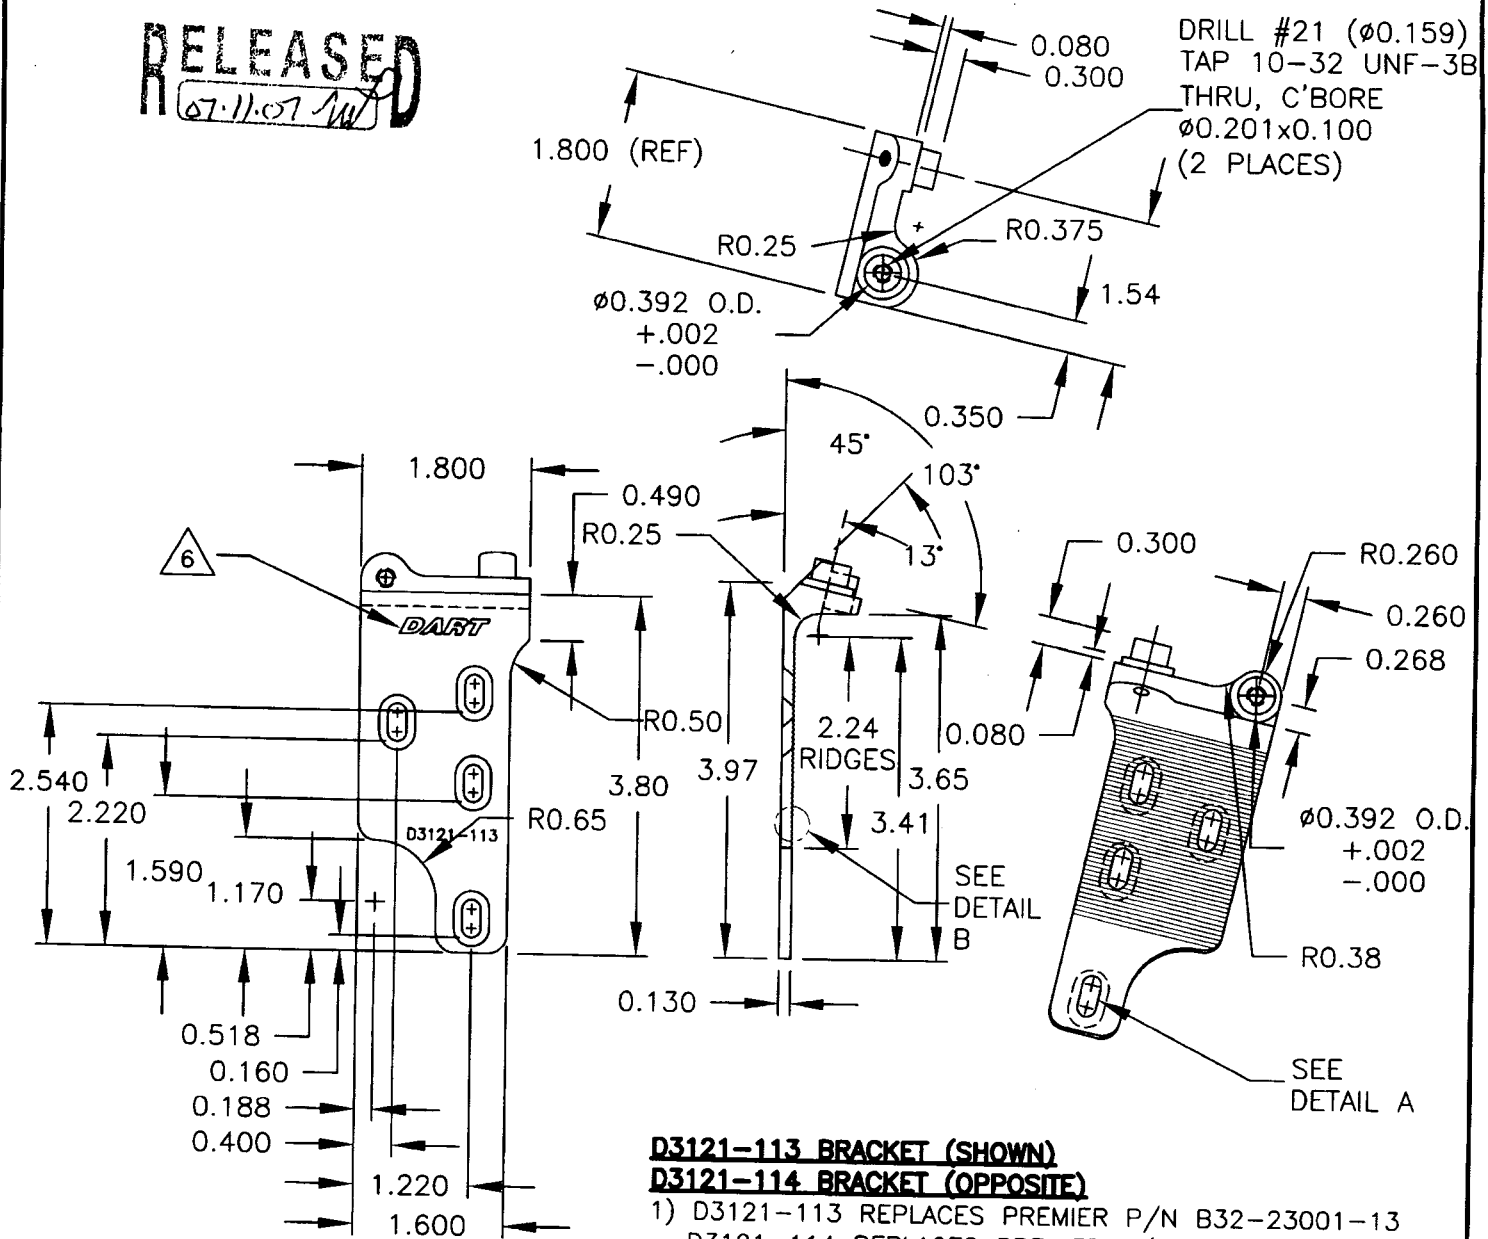 RELEASED
07.11.07
0.080
0.300
DRILL #21 (ø0.159)
TAP 10-32 UNF-3B
THRU, C'BORE
ø0.201x0.100
(2 PLACES)
1.800 (REF)
R0.25
R0.375
1.54
ø0.392 O.D.
+.002
-.000
0.350
45°
103°
13°
1.800
0.490
R0.25
6
DART
0.300
R0.260
0.260
0.268
R0.50
2.24
RIDGES
0.080
3.97
3.65
3.80
3.41
2.540
2.220
D3121-113
R0.65
1.590
1.170
ø0.392 O.D.
+.002
-.000
SEE
DETAIL
B
R0.38
0.130
0.518
0.160
0.188
0.400
1.220
1.600
SEE
DETAIL A
D3121-113 BRACKET (SHOWN)
D3121-114 BRACKET (OPPOSITE)
1) D3121-113 REPLACES PREMIER P/N B32-23001-13